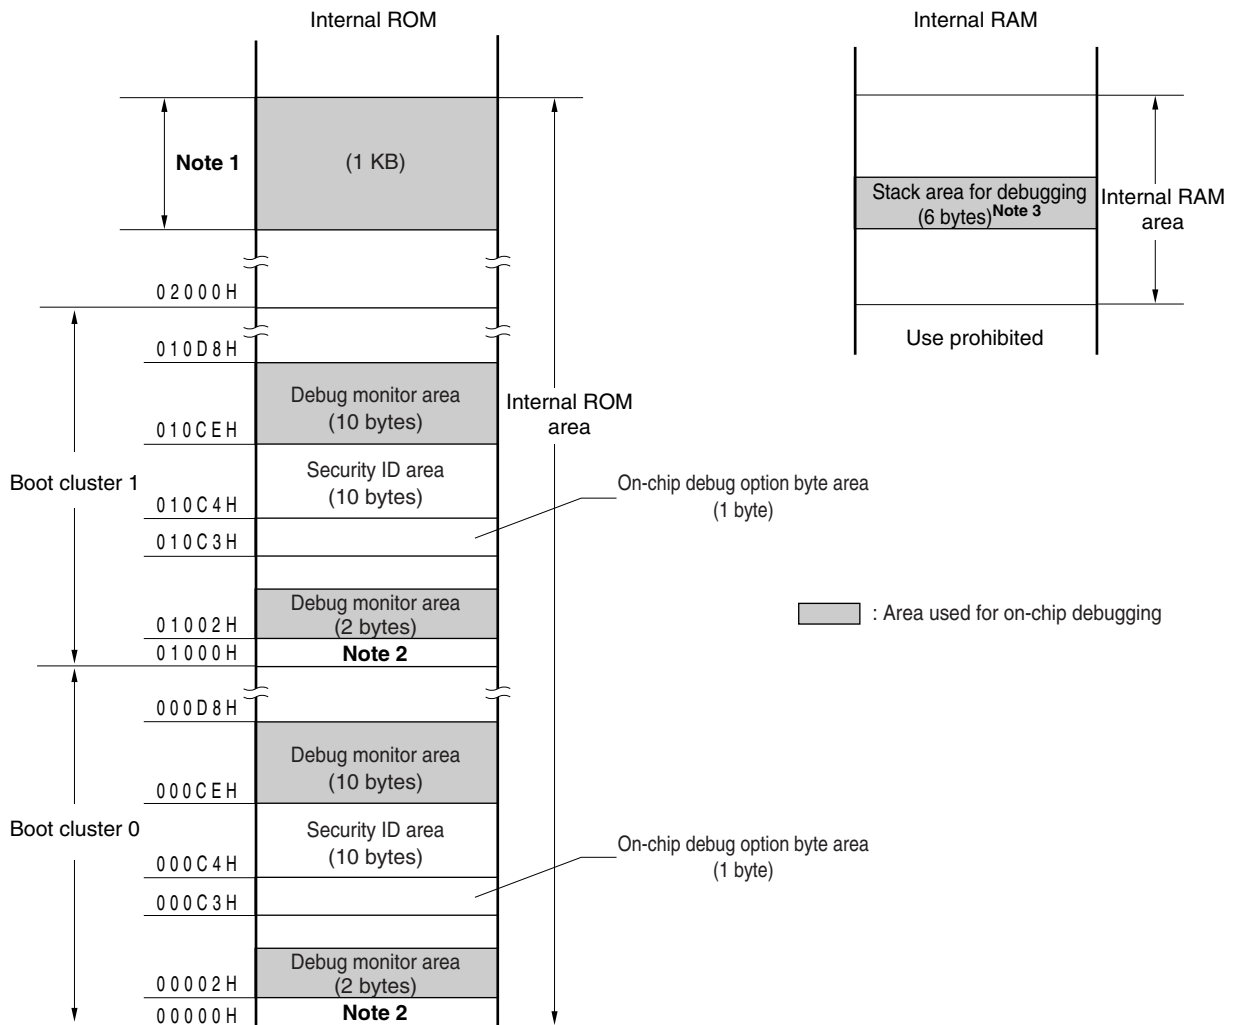 Internal ROM
Internal RAM
Note 1
(1 KB)
Stack area for debugging
(6 bytes)Note 3
Internal RAM
area
Use prohibited
02000H
010D8H
Debug monitor area
(10 bytes)
Internal ROM
area
010CEH
Security ID area
(10 bytes)
Boot cluster 1
On-chip debug option byte area
(1 byte)
010C4H
010C3H
Debug monitor area
(2 bytes)
: Area used for on-chip debugging
01002H
01000H
Note 2
000D8H
Debug monitor area
(10 bytes)
000CEH
Boot cluster 0
Security ID area
(10 bytes)
On-chip debug option byte area
(1 byte)
000C4H
000C3H
Debug monitor area
(2 bytes)
00002H
00000H
Note 2